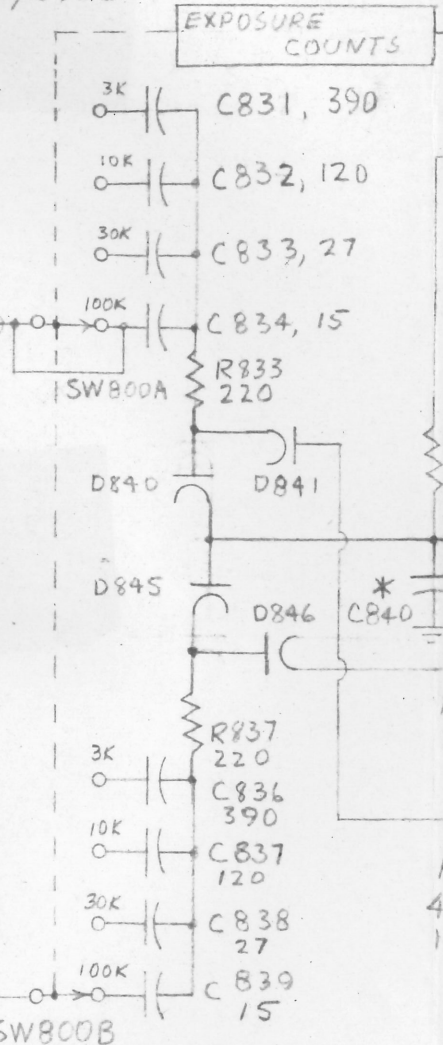 EXPOSURE
COUNTS
3K
C831, 390
10K
C832, 120
30K
C833, 27
100K
C834, 15
R833
220
SW800A
D840
D841
D845
D846
*
C840
R837
220
3K
C836
390
10K
C837
120
30K
C838
27
4
100K
C839
15
SW800B